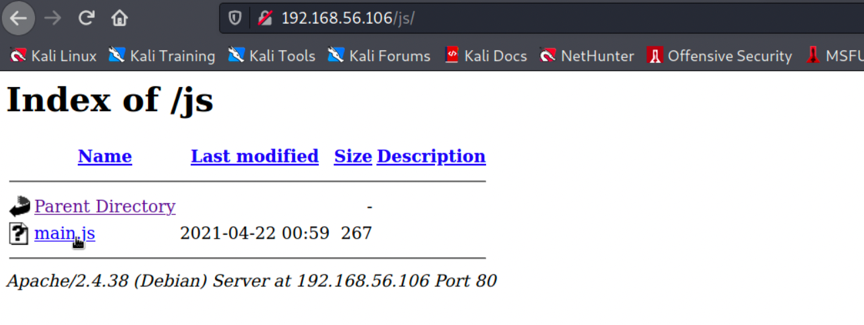 192.168.56.106/js/
Kali Linux Kali Training Kali Tools Kali Forums Kali Docs NetHunter Offensive Security MSFU
Index of /js
Name Last modified Size Description
Parent Directory -
main.js 2021-04-22 00:59 267
Apache/2.4.38 (Debian) Server at 192.168.56.106 Port 80